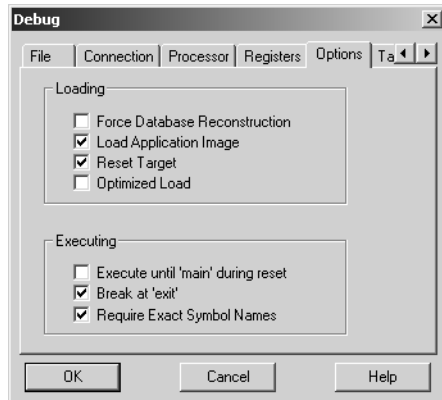 Debug
File Connection Processor Registers Options Ta
Loading
Force Database Reconstruction
Load Application Image
Reset Target
Optimized Load
Executing
Execute until 'main' during reset
Break at 'exit'
Require Exact Symbol Names
OK Cancel Help